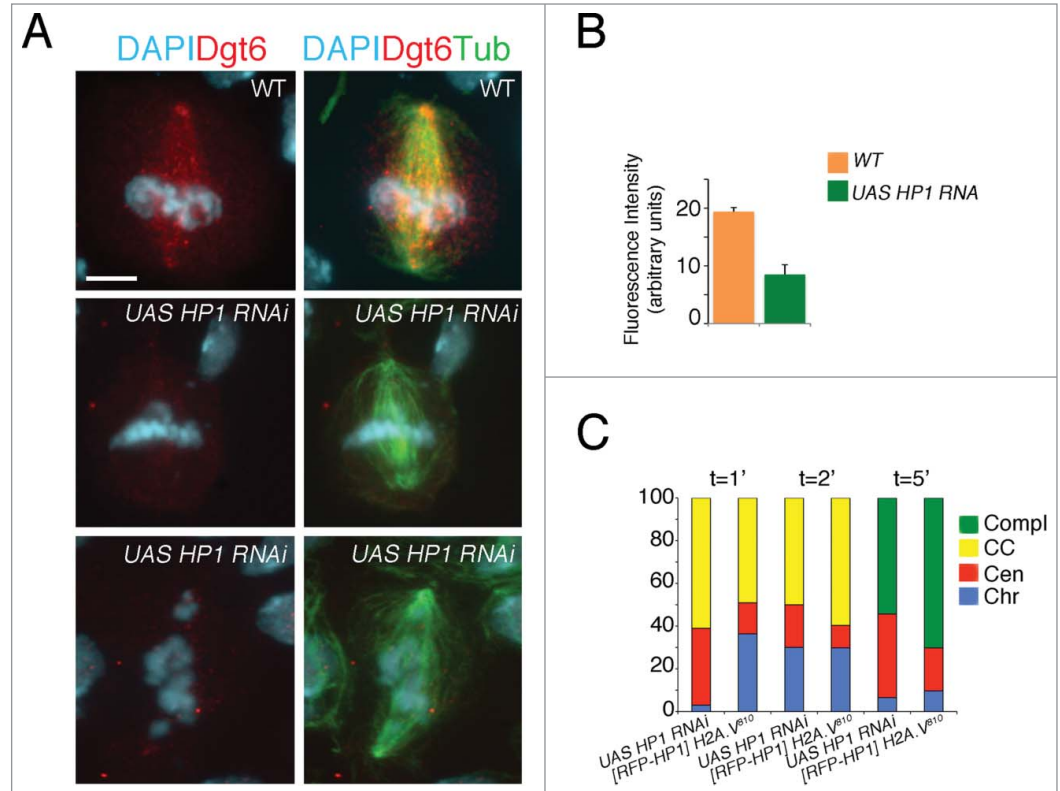 A
DAPIDgt6
DAPIDgt6Tub
WT
WT
UAS HP1 RNAi
UAS HP1 RNAi
UAS HP1 RNAi
UAS HP1 RNAi
B
Fluorescence Intensity
(arbitrary units)
20
10
0
WT
UAS HP1 RNA
C
t=1’
t=2’
t=5’
100
80
60
40
20
0
Compl
CC
Cen
Chr
UAS HP1 RNAi
[RFP-HP1] H2A.V⁸¹⁰
UAS HP1 RNAi
[RFP-HP1] H2A.V⁸¹⁰
UAS HP1 RNAi
[RFP-HP1] H2A.V⁸¹⁰